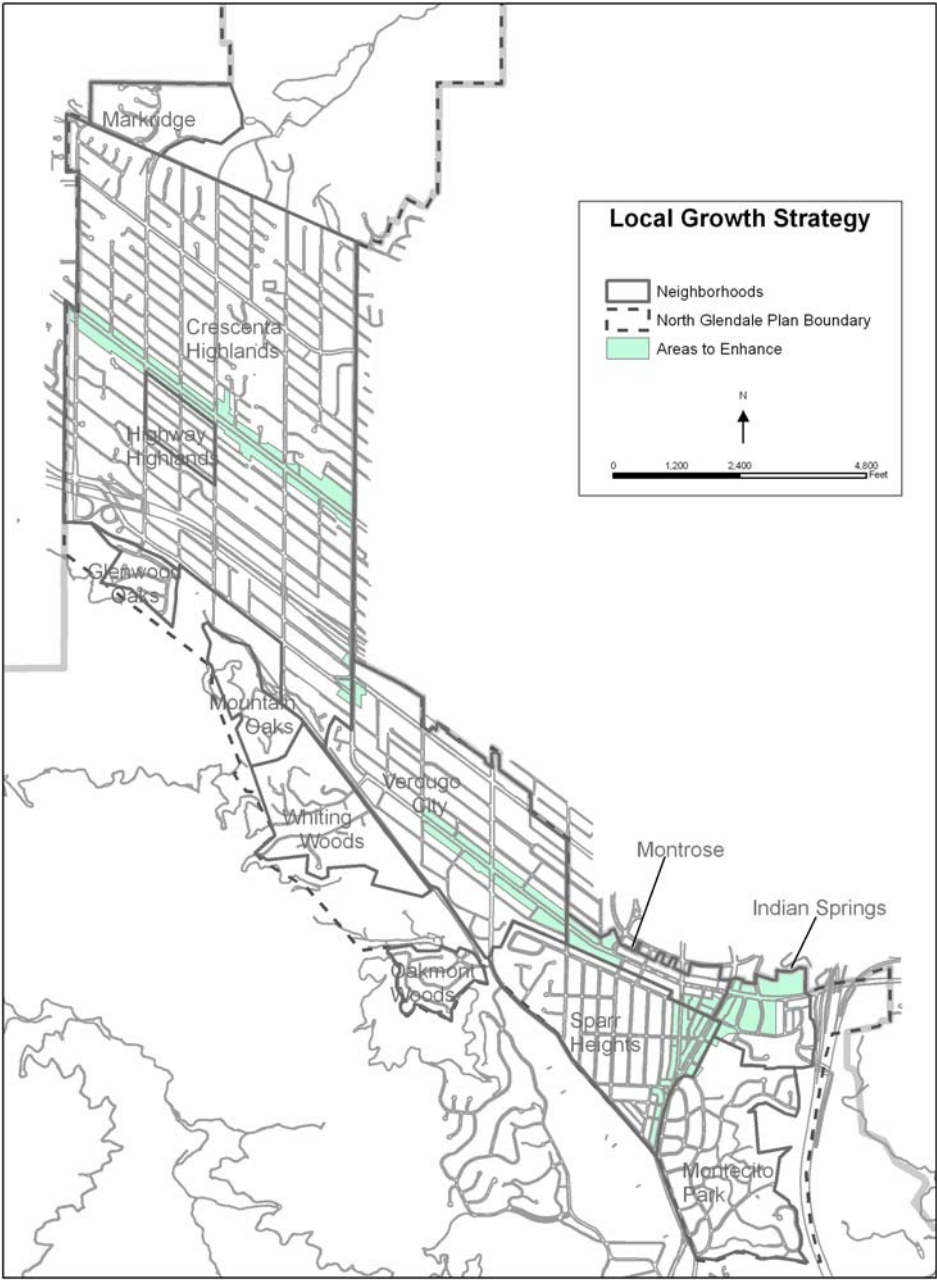 Markridge
Local Growth Strategy
Neighborhoods
North Glendale Plan Boundary
Areas to Enhance
N
0 1,200 2,400 4,800
Feet
Crescenta
Highlands
Highway
Highlands
Glenwood
Oaks
Mountain
Oaks
Verdugo
City
Whiting
Woods
Montrose
Indian Springs
Oakmont
Woods
Sparr
Heights
Montecito
Park